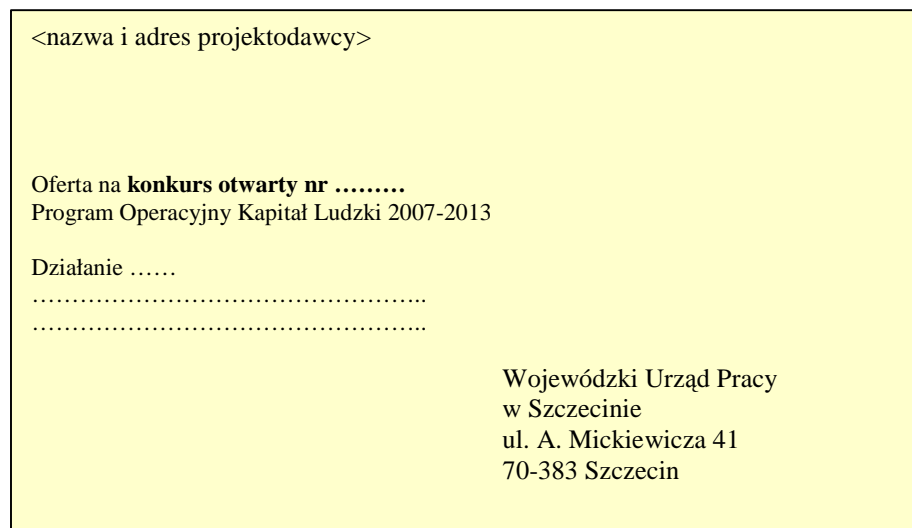 <nazwa i adres projektodawcy>
Oferta na konkurs otwarty nr ………
Program Operacyjny Kapitał Ludzki 2007-2013
Działanie ……
…………………………………………..
…………………………………………..
Wojewódzki Urząd Pracy
w Szczecinie
ul. A. Mickiewicza 41
70-383 Szczecin